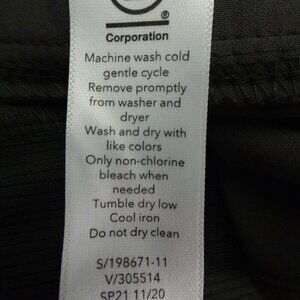 Corporation
Machine wash cold
gentle cycle
Remove promptly
from washer and
dryer
Wash and dry with
like colors
Only non-chlorine
bleach when
needed
Tumble dry low
Cool iron
Do not dry clean
S/198671-11
V/305514
SP21 11/20